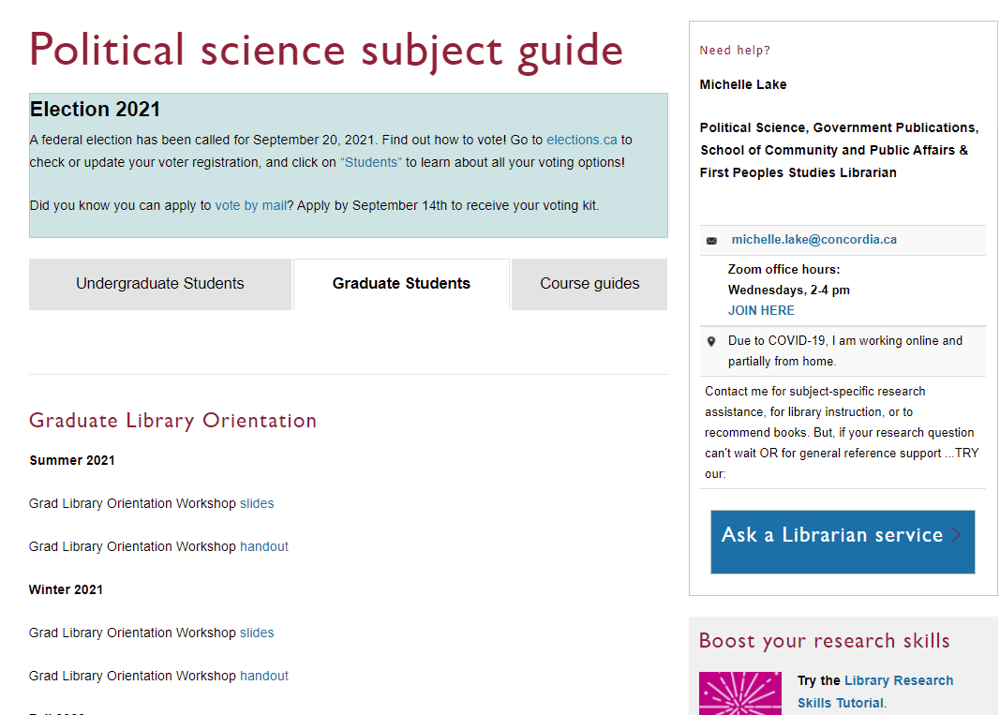 Political science subject guide
Election 2021
A federal election has been called for September 20, 2021. Find out how to vote! Go to elections.ca to
check or update your voter registration, and click on “Students” to learn about all your voting options!
Did you know you can apply to vote by mail? Apply by September 14th to receive your voting kit.
Undergraduate Students
Graduate Students
Course guides
Graduate Library Orientation
Summer 2021
Grad Library Orientation Workshop slides
Grad Library Orientation Workshop handout
Winter 2021
Grad Library Orientation Workshop slides
Grad Library Orientation Workshop handout
Need help?
Michelle Lake
Political Science, Government Publications,
School of Community and Public Affairs &
First Peoples Studies Librarian
michelle.lake@concordia.ca
Zoom office hours:
Wednesdays, 2-4 pm
JOIN HERE
Due to COVID-19, I am working online and
partially from home.
Contact me for subject-specific research
assistance, for library instruction, or to
recommend books. But, if your research question
can't wait OR for general reference support ...TRY
our:
Ask a Librarian service
Boost your research skills
Try the Library Research
Skills Tutorial.